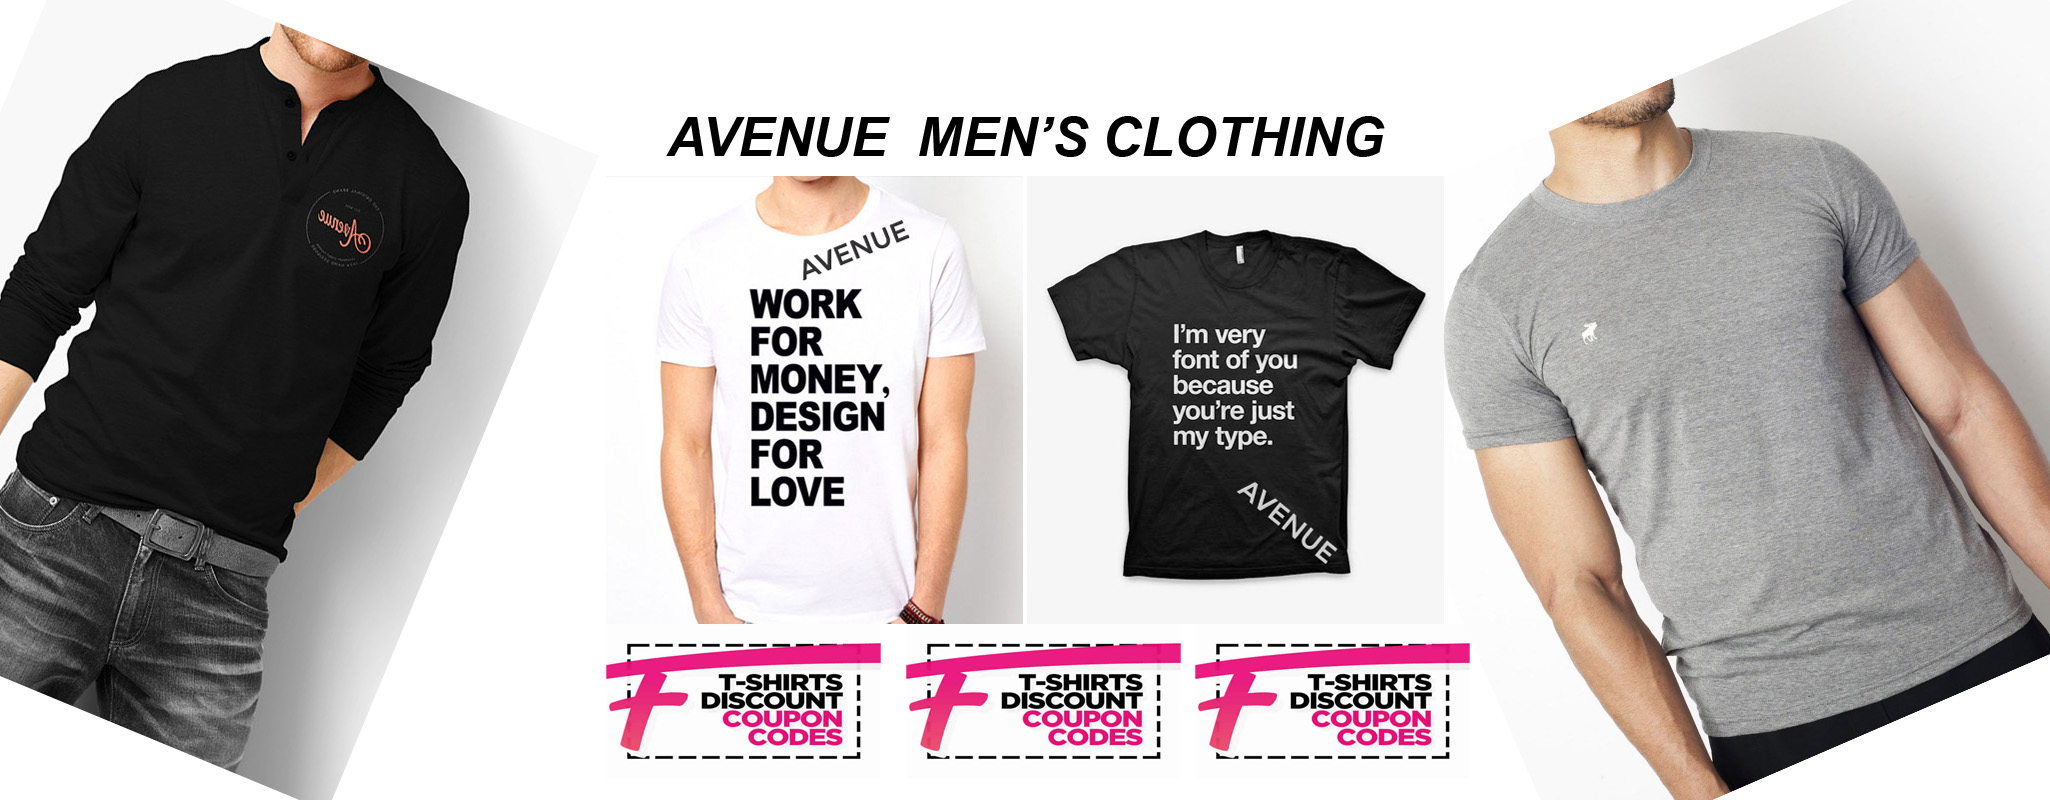 AVENUE  MEN’S CLOTHING
Avenue
AVENUE
WORK
FOR
MONEY,
DESIGN
FOR
LOVE
I’m very
font of you
because
you’re just
my type.
AVENUE
T-SHIRTS
DISCOUNT
COUPON
CODES
T-SHIRTS
DISCOUNT
COUPON
CODES
T-SHIRTS
DISCOUNT
COUPON
CODES